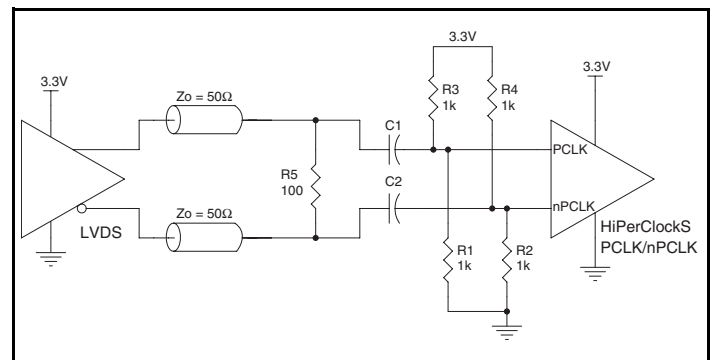 3.3V
3.3V
3.3V
Zo = 50Ω
R3
1k
R4
1k
C1
PCLK
R5
100
C2
nPCLK
Zo = 50Ω
LVDS
HiPerClockS
PCLK/nPCLK
R1
1k
R2
1k